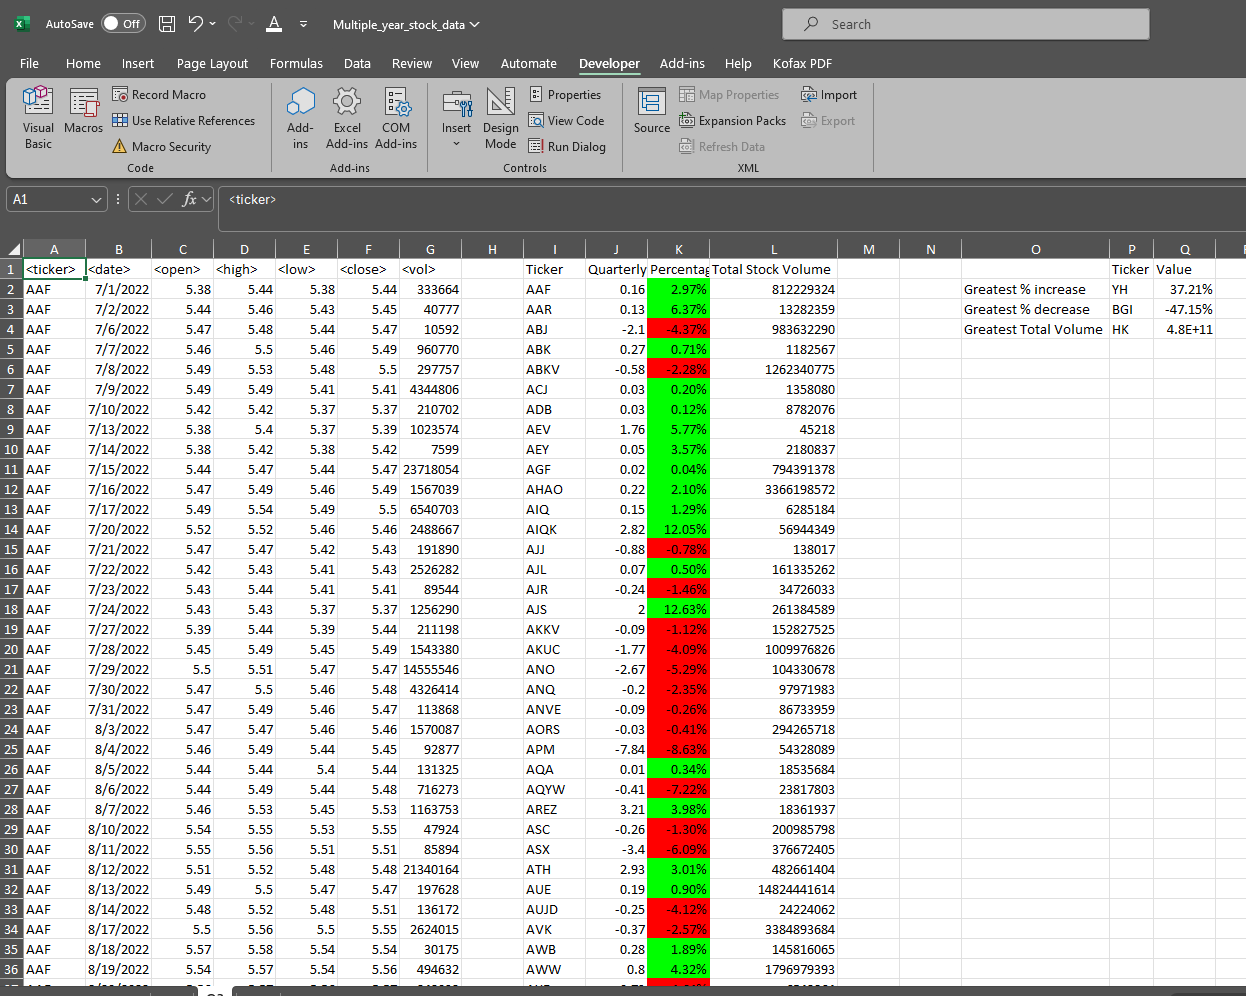 AutoSave Off Multiple_year_stock_data Search
File Home Insert Page Layout Formulas Data Review View Automate Developer Add-ins Help Kofax PDF
Visual Basic
Macros
Record Macro
Use Relative References
Macro Security
Code
Add-ins
Excel Add-ins
COM Add-ins
Add-ins
Insert
Design Mode
Properties
View Code
Run Dialog
Controls
Source
Map Properties
Expansion Packs
Refresh Data
Import
Export
XML
A1 fx <ticker>
A B C D E F G H I J K L M N O P Q
1 <ticker> <date> <open> <high> <low> <close> <vol> Ticker Quarterly Percentag Total Stock Volume Ticker Value
2 AAF 7/1/2022 5.38 5.44 5.38 5.44 333664 AAF 0.16 2.97% 812229324 Greatest % increase YH 37.21%
3 AAF 7/2/2022 5.44 5.46 5.43 5.45 40777 AAR 0.13 6.37% 13282359 Greatest % decrease BGI -47.15%
4 AAF 7/6/2022 5.47 5.48 5.44 5.47 10592 ABJ -2.1 -4.37% 983632290 Greatest Total Volume HK 4.8E+11
5 AAF 7/7/2022 5.46 5.5 5.46 5.49 960770 ABK 0.27 0.71% 1182567
6 AAF 7/8/2022 5.49 5.53 5.48 5.5 297757 ABKV -0.58 -2.28% 1262340775
7 AAF 7/9/2022 5.49 5.49 5.41 5.41 4344806 ACJ 0.03 0.20% 1358080
8 AAF 7/10/2022 5.42 5.42 5.37 5.37 210702 ADB 0.03 0.12% 8782076
9 AAF 7/13/2022 5.38 5.4 5.37 5.39 1023574 AEV 1.76 5.77% 45218
10 AAF 7/14/2022 5.38 5.42 5.38 5.42 7599 AEY 0.05 3.57% 2180837
11 AAF 7/15/2022 5.44 5.47 5.44 5.47 23718054 AGF 0.02 0.04% 794391378
12 AAF 7/16/2022 5.47 5.49 5.46 5.49 1567039 AHAO 0.22 2.10% 3366198572
13 AAF 7/17/2022 5.49 5.54 5.49 5.5 6540703 AIQ 0.15 1.29% 6285184
14 AAF 7/20/2022 5.52 5.52 5.46 5.46 2488667 AIQK 2.82 12.05% 56944349
15 AAF 7/21/2022 5.47 5.47 5.42 5.43 191890 AJJ -0.88 -0.78% 138017
16 AAF 7/22/2022 5.42 5.43 5.41 5.43 2526282 AJL 0.07 0.50% 161335262
17 AAF 7/23/2022 5.43 5.44 5.41 5.41 89544 AJR -0.24 -1.46% 34726033
18 AAF 7/24/2022 5.43 5.43 5.37 5.37 1256290 AJS 2 12.63% 261384589
19 AAF 7/27/2022 5.39 5.44 5.39 5.44 211198 AKKV -0.09 -1.12% 152827525
20 AAF 7/28/2022 5.45 5.49 5.45 5.49 1543380 AKUC -1.77 -4.09% 1009976826
21 AAF 7/29/2022 5.5 5.51 5.47 5.47 14555546 ANO -2.67 -5.29% 104330678
22 AAF 7/30/2022 5.47 5.5 5.46 5.48 4326414 ANQ -0.2 -2.35% 97971983
23 AAF 7/31/2022 5.47 5.49 5.46 5.47 113868 ANVE -0.09 -0.26% 86733959
24 AAF 8/3/2022 5.47 5.47 5.46 5.46 1570087 AORS -0.03 -0.41% 294265718
25 AAF 8/4/2022 5.46 5.49 5.44 5.45 92877 APM -7.84 -8.63% 54328089
26 AAF 8/5/2022 5.44 5.44 5.4 5.44 131325 AQA 0.01 0.34% 18535684
27 AAF 8/6/2022 5.44 5.49 5.44 5.48 716273 AQYW -0.41 -7.22% 23817803
28 AAF 8/7/2022 5.46 5.53 5.45 5.53 1163753 AREZ 3.21 3.98% 18361937
29 AAF 8/10/2022 5.54 5.55 5.53 5.55 47924 ASC -0.26 -1.30% 200985798
30 AAF 8/11/2022 5.55 5.56 5.51 5.51 85894 ASX -3.4 -6.09% 376672405
31 AAF 8/12/2022 5.51 5.52 5.48 5.48 21340164 ATH 2.93 3.01% 482661404
32 AAF 8/13/2022 5.49 5.5 5.47 5.47 197628 AUE 0.19 0.90% 14824441614
33 AAF 8/14/2022 5.48 5.52 5.48 5.51 136172 AUJD -0.25 -4.12% 24224062
34 AAF 8/17/2022 5.5 5.56 5.5 5.55 2624015 AVK -0.37 -2.57% 3384893684
35 AAF 8/18/2022 5.57 5.58 5.54 5.54 30175 AWB 0.28 1.89% 145816065
36 AAF 8/19/2022 5.54 5.57 5.54 5.56 494632 AWW 0.8 4.32% 1796979393